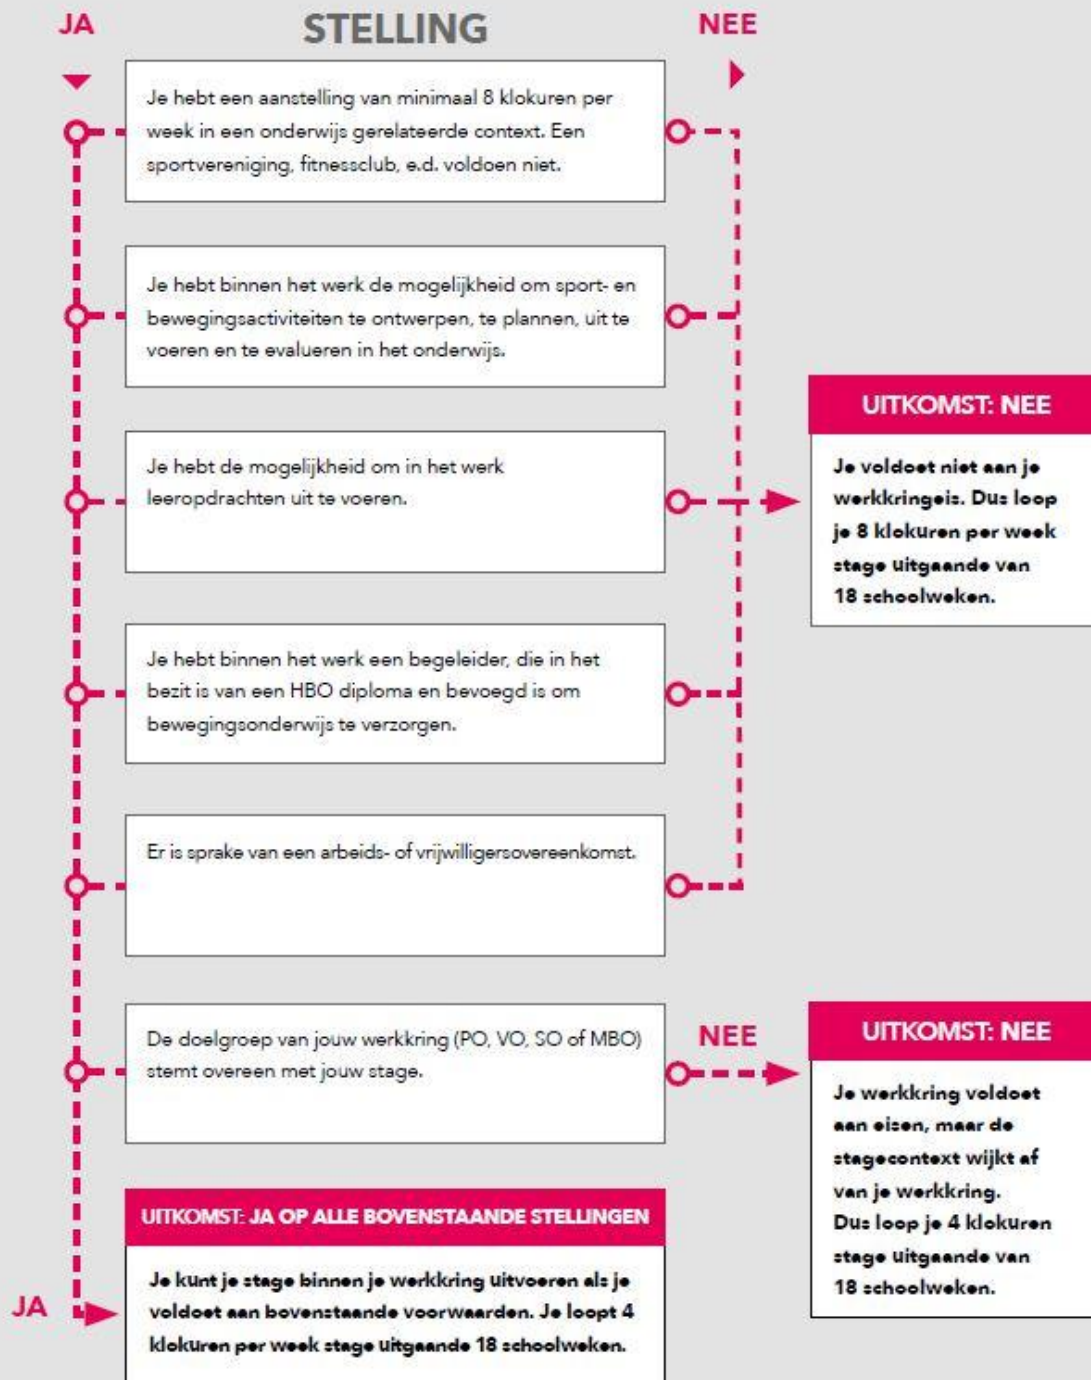 JA
STELLING
NEE
Je hebt een aanstelling van minimaal 8 klokuren per
week in een onderwijs gerelateerde context. Een
sportvereniging, fitnessclub, e.d. voldoen niet.
Je hebt binnen het werk de mogelijkheid om sport- en
bewegingsactiviteiten te ontwerpen, te plannen, uit te
voeren en te evalueren in het onderwijs.
Je hebt de mogelijkheid om in het werk
leeropdrachten uit te voeren.
UITKOMST: NEE
Je voldoet niet aan je
werkkringeis. Dus loop
je 8 klokuren per week
stage uitgaande van
18 schoolweken.
Je hebt binnen het werk een begeleider, die in het
bezit is van een HBO diploma en bevoegd is om
bewegingsonderwijs te verzorgen.
Er is sprake van een arbeids- of vrijwilligersovereenkomst.
De doelgroep van jouw werkkring (PO, VO, SO of MBO)
stemt overeen met jouw stage.
NEE
UITKOMST: NEE
Je werkkring voldoet
aan eisen, maar de
stagecontext wijkt af
van je werkkring.
Dus loop je 4 klokuren
stage uitgaande van
18 schoolweken.
UITKOMST: JA OP ALLE BOVENSTAANDE STELLINGEN
Je kunt je stage binnen je werkkring uitvoeren als je
voldoet aan bovenstaande voorwaarden. Je loopt 4
klokuren per week stage uitgaande 18 schoolweken.
JA